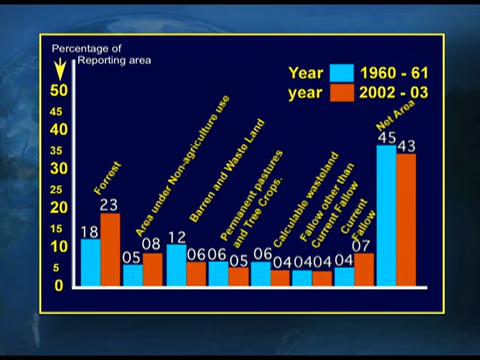 Percentage of
Reporting area
Year 1960 - 61
year 2002 - 03
50
45
40
35
30
25
20
15
10
5
0
Forrest
Area under Non-agriculture use
Barren and Waste Land
Permanent pastures
and Tree Crops.
Calculable wasteland
Fallow other than
Current Fallow
Current
Fallow
Net Area
18 23
05 08
12 06
06 05
06 04
04 04
04 07
45 43